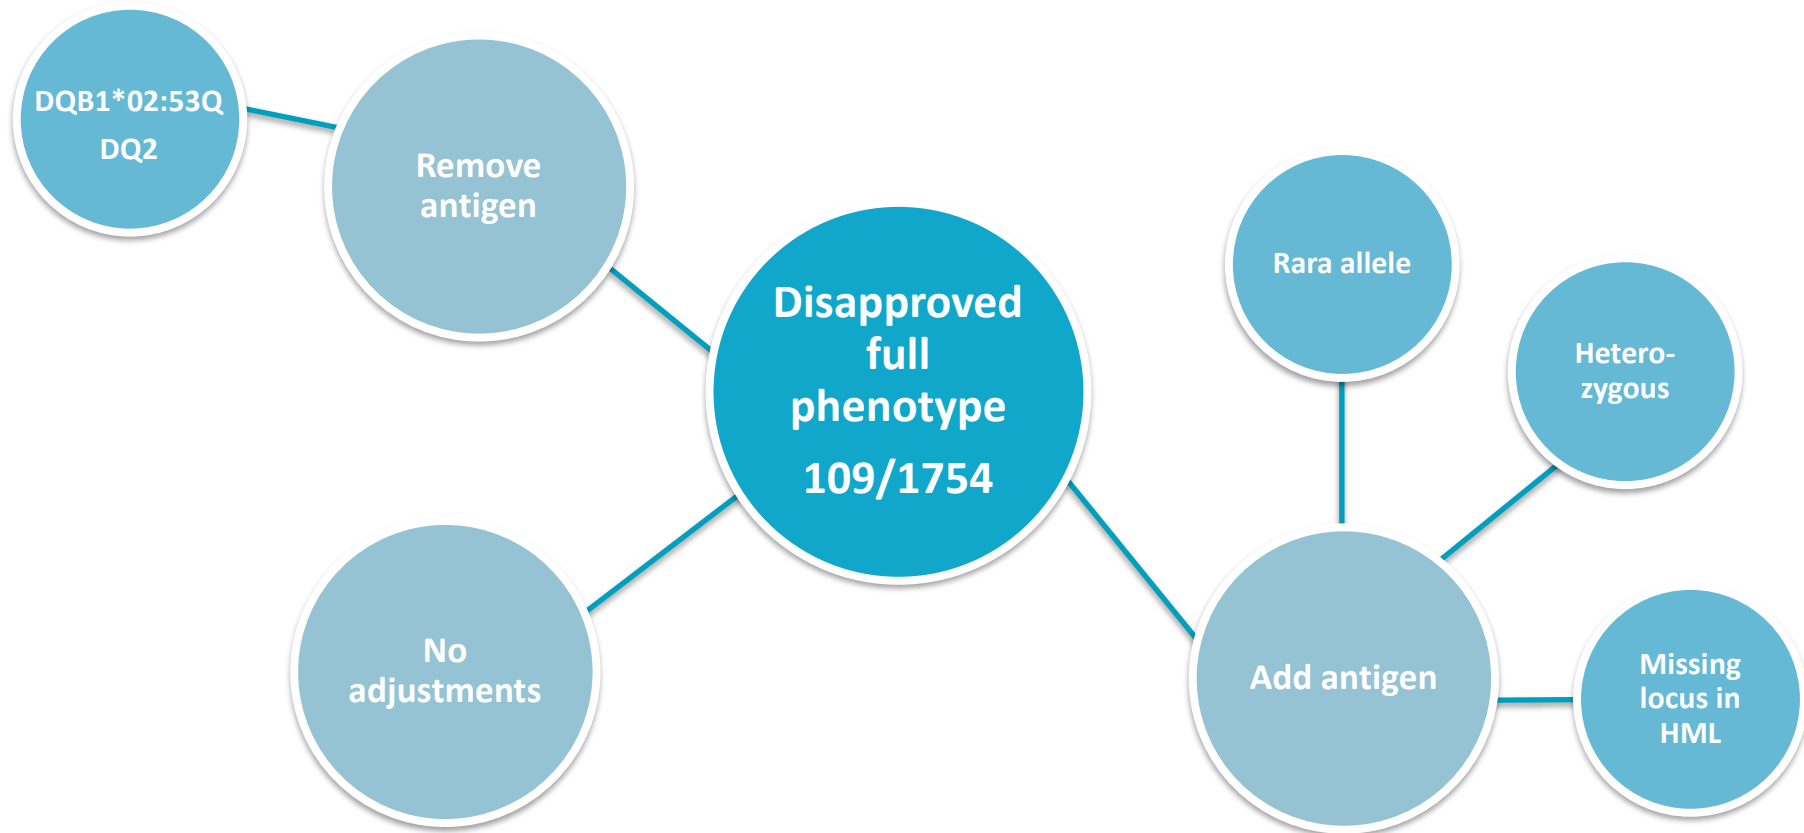 DQB1*02:53Q
DQ2
Remove
antigen
Disapproved
full
phenotype
109/1754
No
adjustments
Rara allele
Hetero-
zygous
Add antigen
Missing
locus in
HML